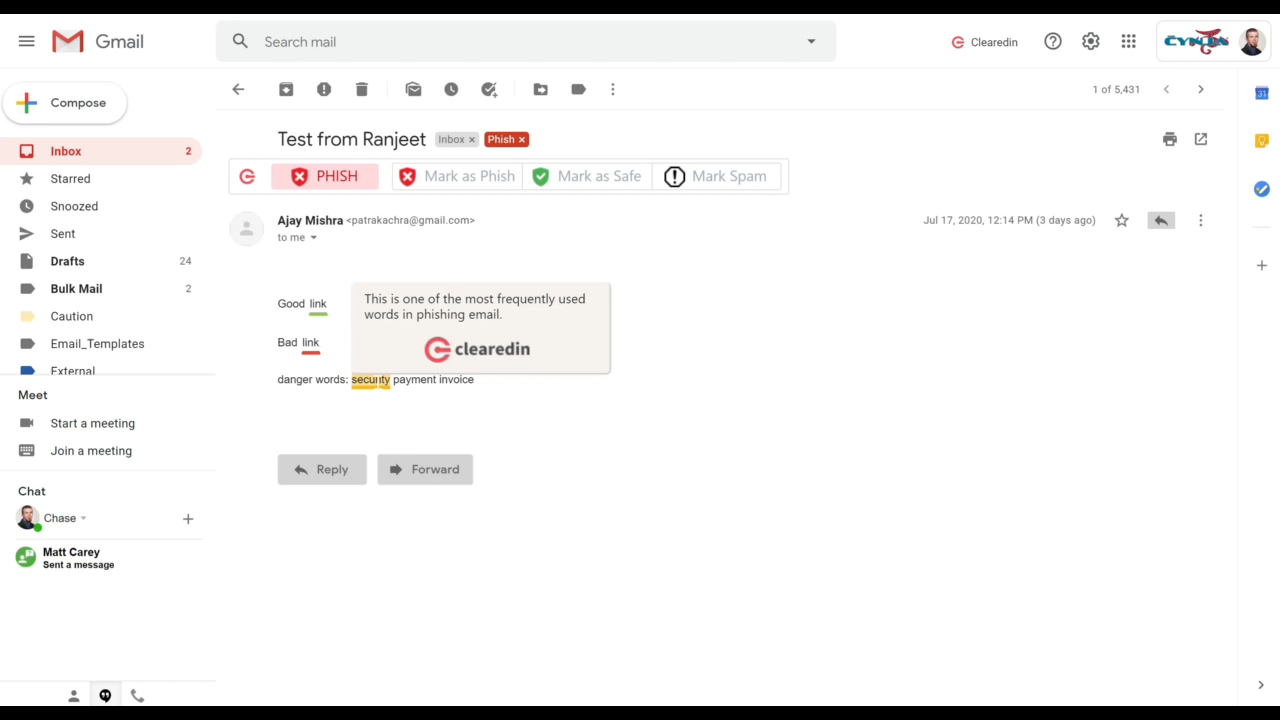 Gmail
Search mail
Clearedin
CYNJA
Compose
1 of 5,431
31
Test from Ranjeet
Inbox ×
Phish ×
Inbox 2
Starred
PHISH
Mark as Phish
Mark as Safe
Mark Spam
Snoozed
Sent
Ajay Mishra <patrakachra@gmail.com>
Jul 17, 2020, 12:14 PM (3 days ago)
to me
Drafts 24
Bulk Mail 2
Caution
Email_Templates
External
Good link
This is one of the most frequently used
words in phishing email.
clearedin
Bad link
danger words: security payment invoice
Meet
Start a meeting
Join a meeting
Reply
Forward
Chat
Chase
Matt Carey
Sent a message